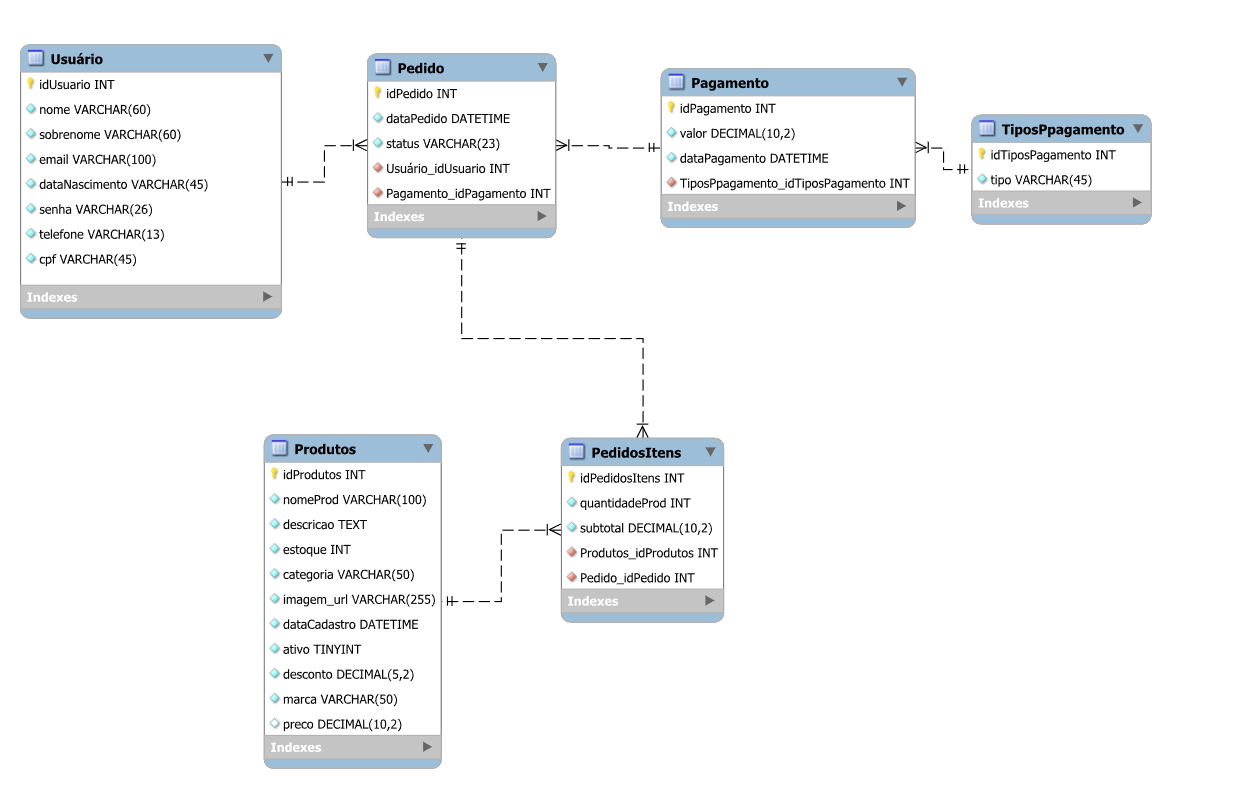 Usuário
idUsuario INT
nome VARCHAR(60)
sobrenome VARCHAR(60)
email VARCHAR(100)
dataNascimento VARCHAR(45)
senha VARCHAR(26)
telefone VARCHAR(13)
cpf VARCHAR(45)
Indexes
Pedido
idPedido INT
dataPedido DATETIME
status VARCHAR(23)
Usuário_idUsuario INT
Pagamento_idPagamento INT
Indexes
Pagamento
idPagamento INT
valor DECIMAL(10,2)
dataPagamento DATETIME
TiposPpagamento_idTiposPagamento INT
Indexes
TiposPpagamento
idTiposPagamento INT
tipo VARCHAR(45)
Indexes
Produtos
idProdutos INT
nomeProd VARCHAR(100)
descricao TEXT
estoque INT
categoria VARCHAR(50)
imagem_url VARCHAR(255)
dataCadastro DATETIME
ativo TINYINT
desconto DECIMAL(5,2)
marca VARCHAR(50)
preco DECIMAL(10,2)
Indexes
PedidosItens
idPedidosItens INT
quantidadeProd INT
subtotal DECIMAL(10,2)
Produtos_idProdutos INT
Pedido_idPedido INT
Indexes